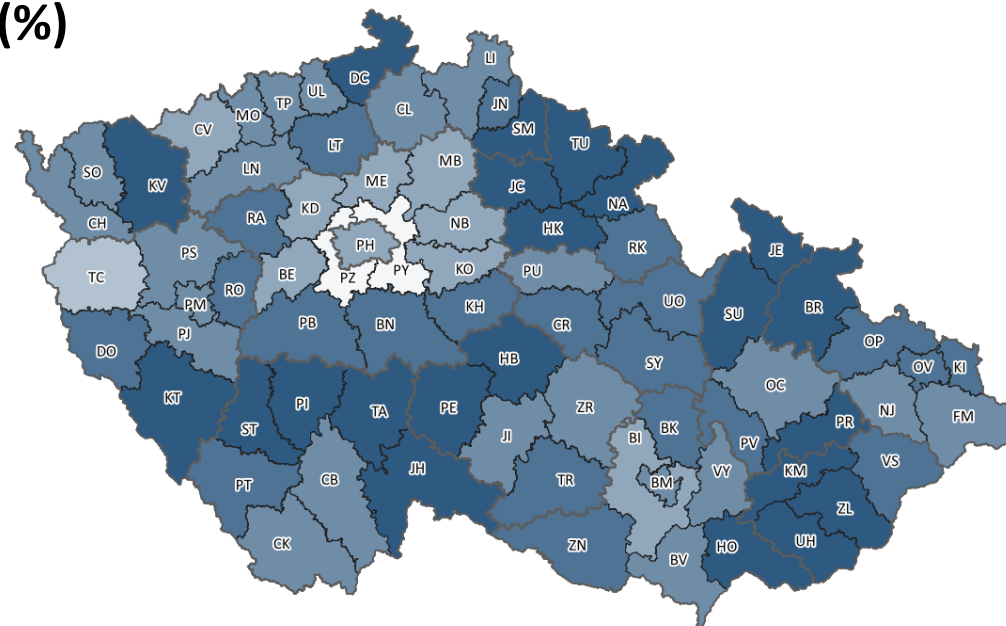 (%)
LI
DC
UL
TP
MO
CV
CL
JN
SM
TU
LT
MB
LN
SO
KV
ME
JC
NA
KD
RA
NB
HK
CH
PH
RK
PS
KO
PU
PY
PZ
BE
TC
RO
JE
PM
UO
BR
SU
KH
PB
BN
CR
PJ
DO
OP
HB
SY
OV
KI
OC
KT
PI
TA
PE
ZR
NJ
FM
ST
JI
BI
BK
PR
PV
VS
JH
KM
VY
CB
TR
BM
PT
ZL
UH
CK
ZN
HO
BV